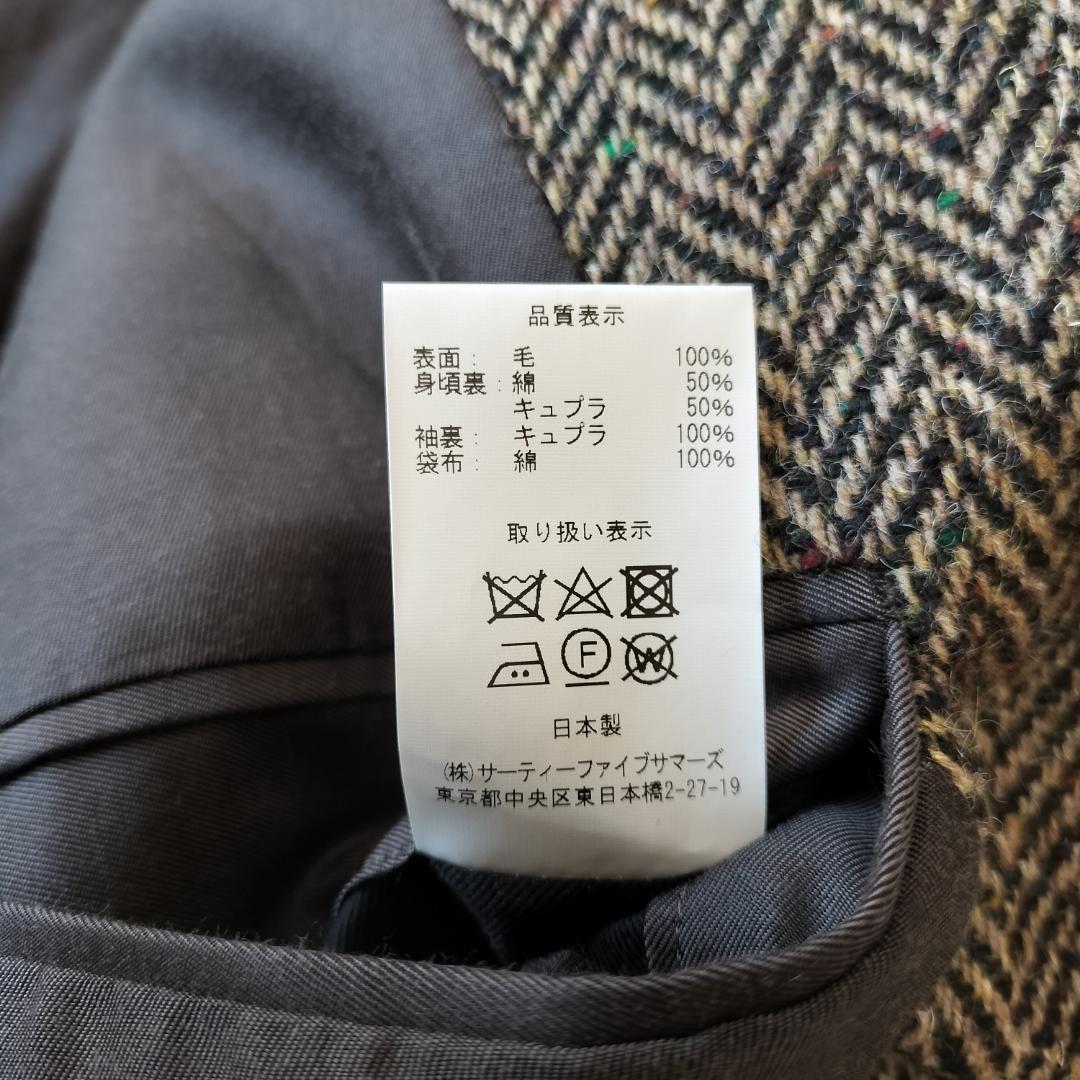 品質表示
表面： 毛 100%
身頃裏：綿 50%
キュプラ 50%
袖裏： キュプラ 100%
袋布： 綿 100%
取り扱い表示
F W
日本製
(株)サーティーファイブサマーズ
東京都中央区東日本橋2-27-19